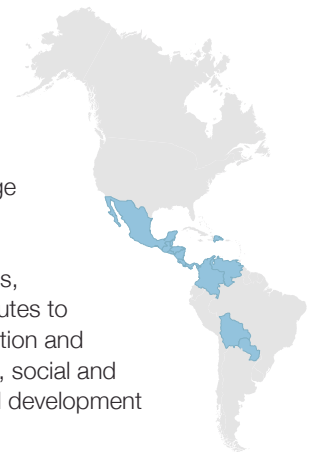 ge
s,
utes to
tion and
, social and
l development